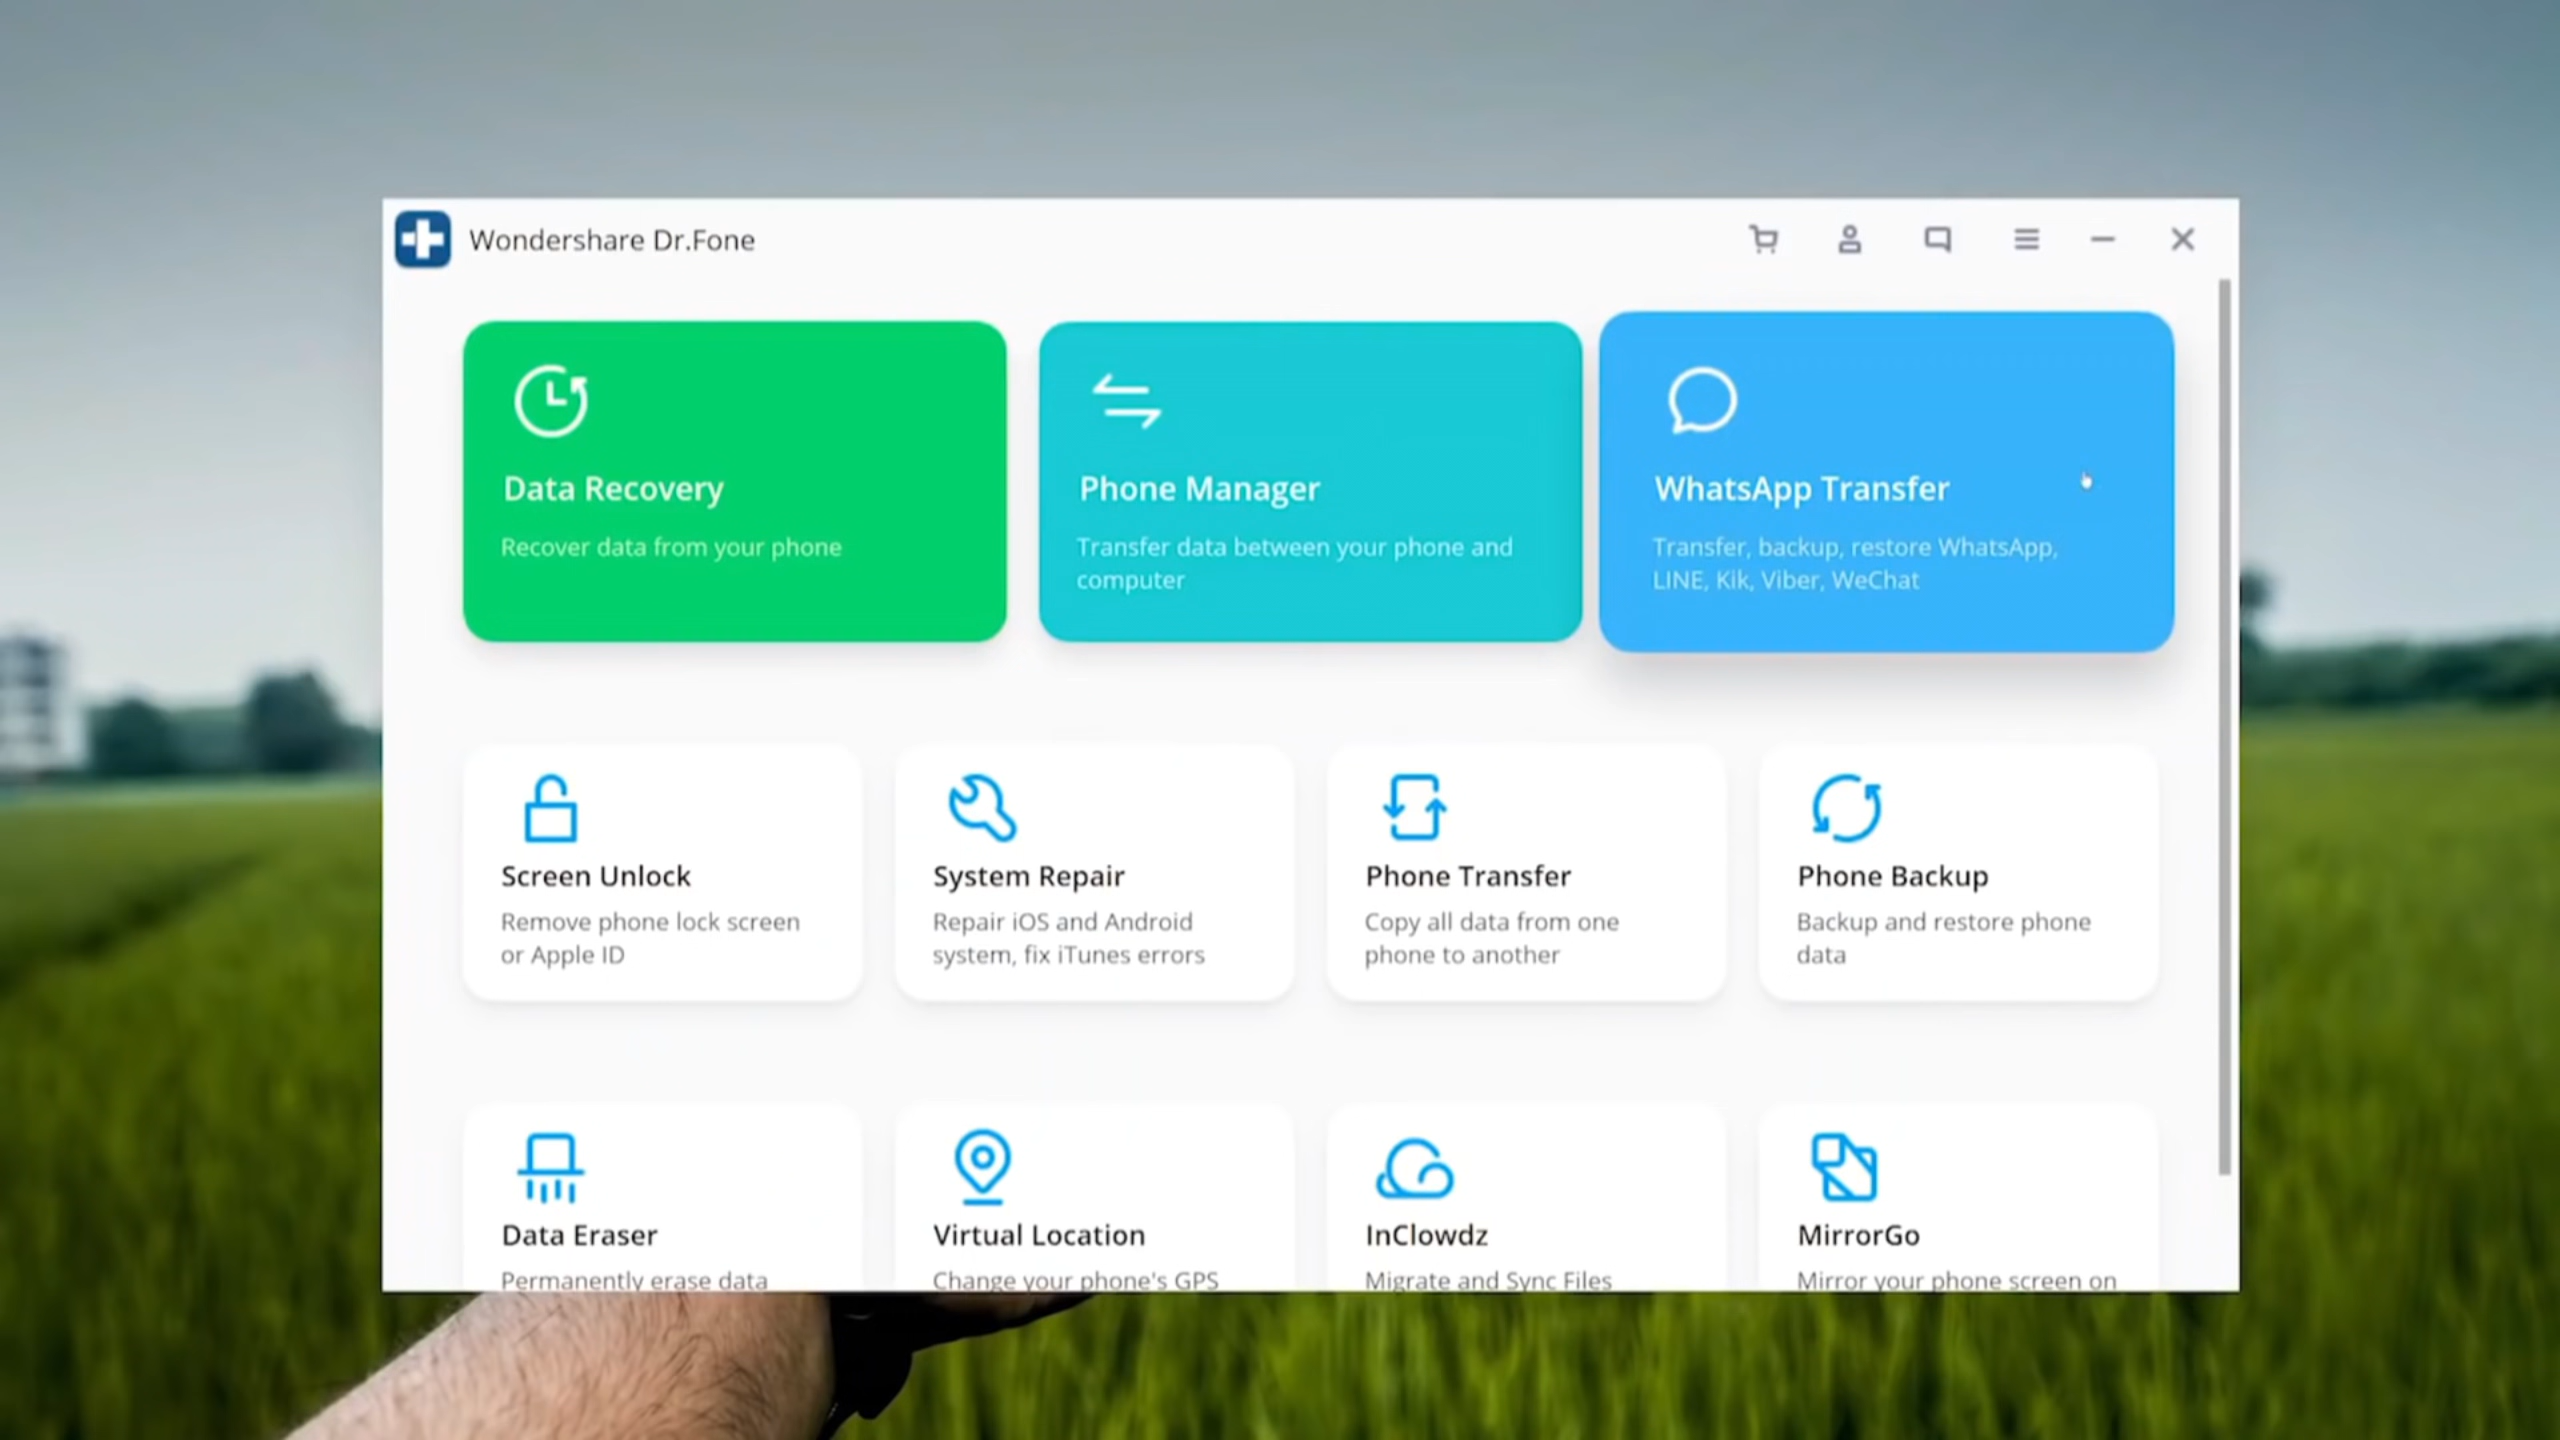 Wondershare Dr.Fone
Data Recovery
Recover data from your phone
Phone Manager
Transfer data between your phone and
computer
WhatsApp Transfer
Transfer, backup, restore WhatsApp,
LINE, Kik, Viber, WeChat
Screen Unlock
Remove phone lock screen
or Apple ID
System Repair
Repair iOS and Android
system, fix iTunes errors
Phone Transfer
Copy all data from one
phone to another
Phone Backup
Backup and restore phone
data
Data Eraser
Permanently erase data
Virtual Location
Change your phone's GPS
InClowdz
Migrate and Sync Files
MirrorGo
Mirror your phone screen on